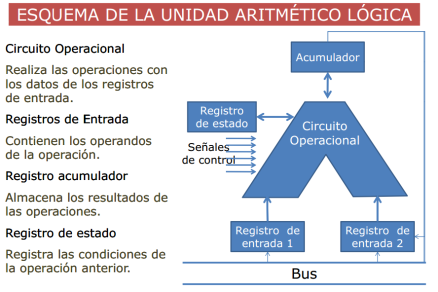 ESQUEMA DE LA UNIDAD ARITMÉTICO LÓGICA
Circuito Operacional
Realiza las operaciones con
los datos de los registros
de entrada.
Registros de Entrada
Contienen los operandos
de la operación.
Registro acumulador
Almacena los resultados de
las operaciones.
Registro de estado
Registra las condiciones de
la operación anterior.
Acumulador
Registro
de estado
Circuito
Operacional
Señales
de control
Registro de
entrada 1
Registro de
entrada 2
Bus